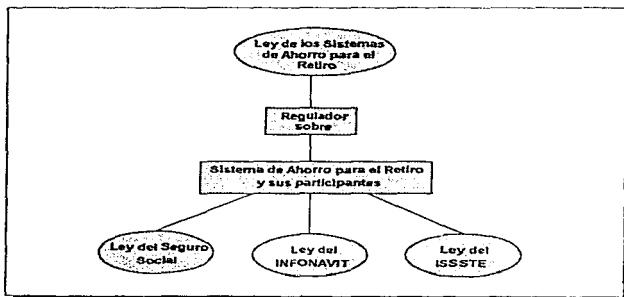 Ley de los Sistemas
de Ahorro para el
Retiro
Regulador
sobre
Sistema de Ahorro para el Retiro
y sus participantes
Ley del Seguro
Social
Ley del
INFONAVIT
Ley del
ISSSTE